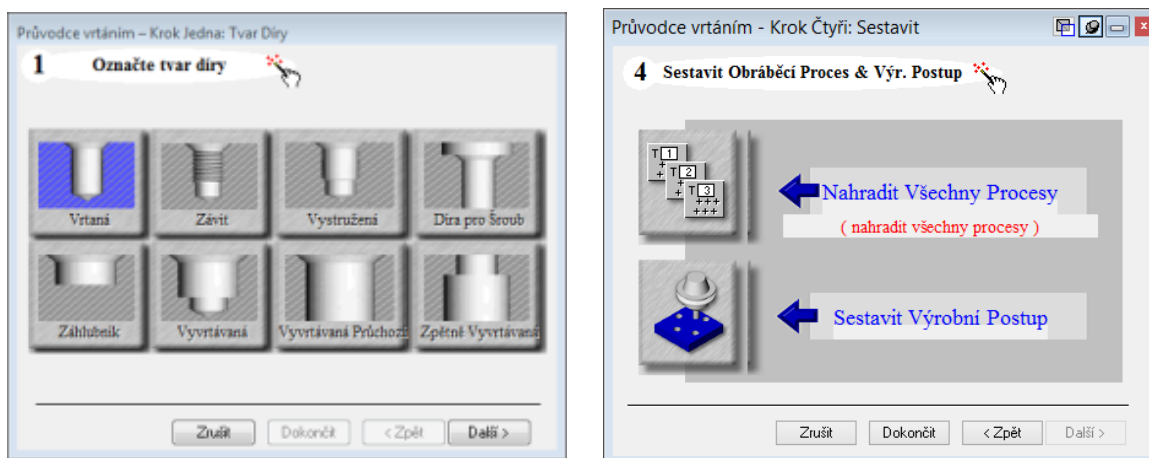 Průvodce vrtáním – Krok Jedna: Tvar Díry
1 Označte tvar díry
Vrtaná
Závit
Vystružená
Díra pro Šroub
Záhlubník
Vyvrtávaná
Vyvrtávaná Průchozí
Zpětně Vyvrtávaná
Zrušit
Dokončit
< Zpět
Další >
Průvodce vrtáním - Krok Čtyři: Sestavit
4 Sestavit Obráběcí Proces & Výr. Postup
T 1
T 2
T 3
Nahradit Všechny Procesy
( nahradit všechny procesy )
Sestavit Výrobní Postup
Zrušit
Dokončit
< Zpět
Další >